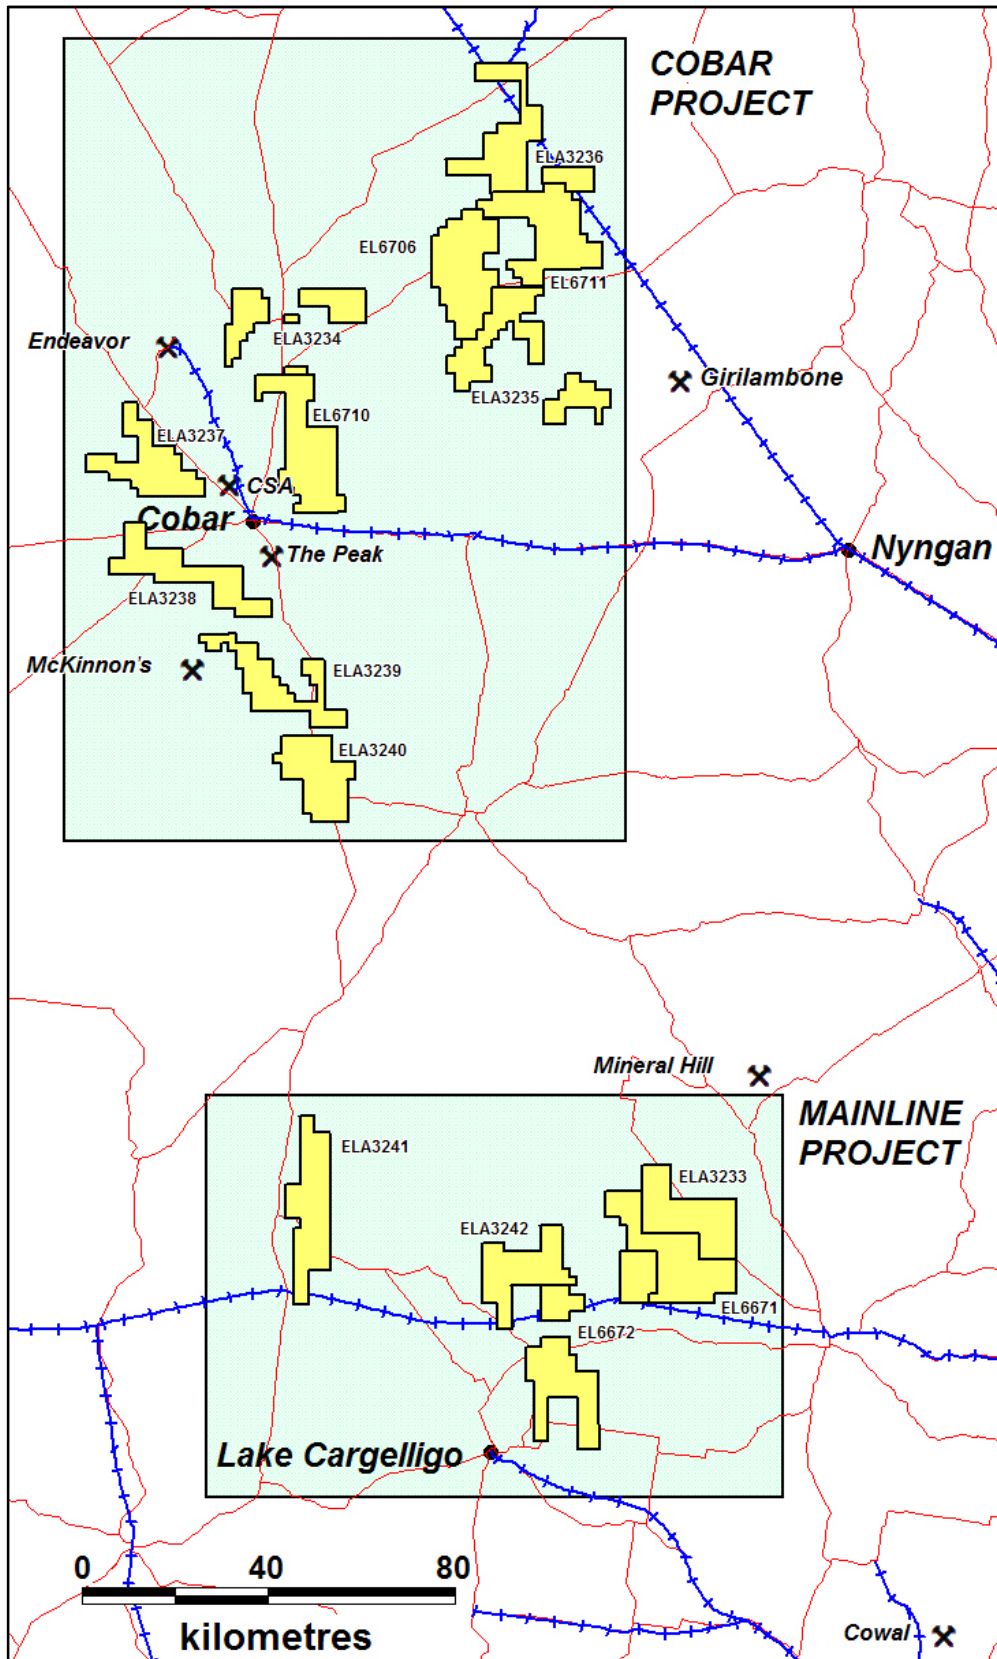 COBAR
PROJECT
ELA3236
EL6706
EL6711
ELA3234
Endeavor
Girilambone
ELA3235
EL6710
ELA3237
CSA
Cobar
The Peak
Nyngan
ELA3238
McKinnon's
ELA3239
ELA3240
Mineral Hill
MAINLINE
PROJECT
ELA3241
ELA3233
ELA3242
EL6671
EL6672
Lake Cargelligo
0 40 80
kilometres
Cowal